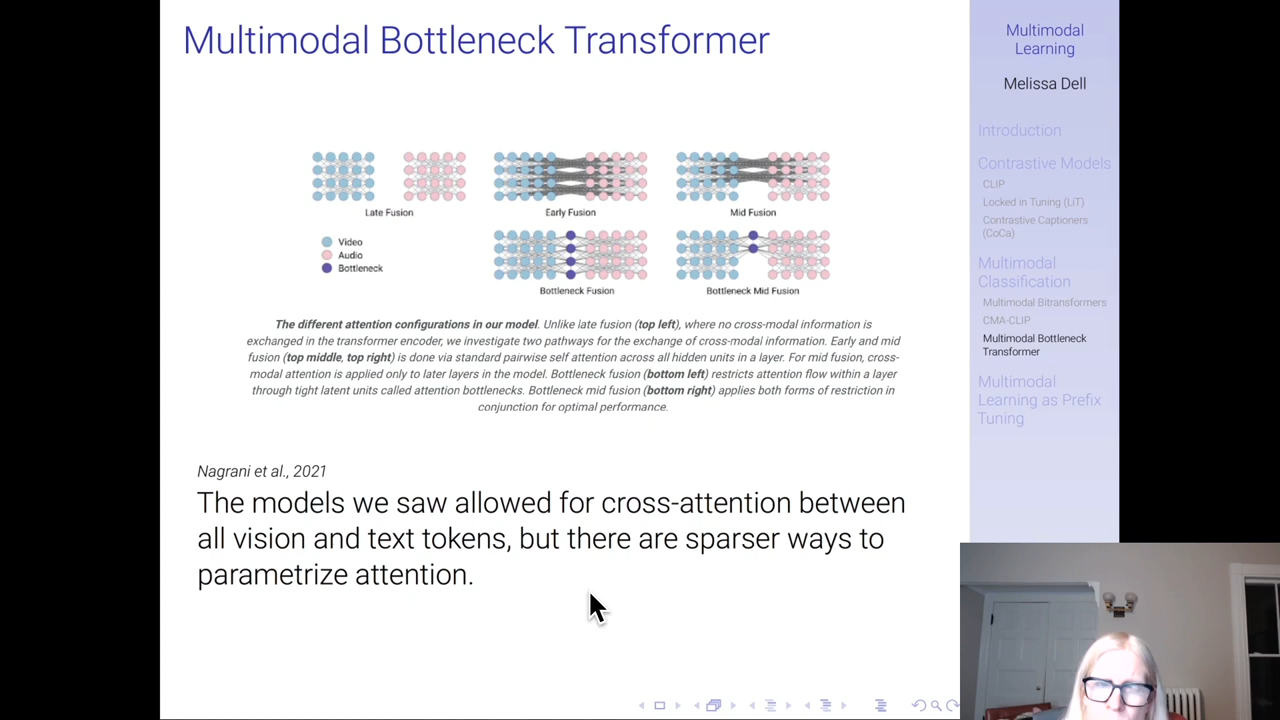 Multimodal Bottleneck Transformer
Late Fusion
Early Fusion
Mid Fusion
Video
Audio
Bottleneck
Bottleneck Fusion
Bottleneck Mid Fusion
The different attention configurations in our model. Unlike late fusion (top left), where no cross-modal information is
exchanged in the transformer encoder, we investigate two pathways for the exchange of cross-modal information. Early and mid
fusion (top middle, top right) is done via standard pairwise self attention across all hidden units in a layer. For mid fusion, cross-
modal attention is applied only to later layers in the model. Bottleneck fusion (bottom left) restricts attention flow within a layer
through tight latent units called attention bottlenecks. Bottleneck mid fusion (bottom right) applies both forms of restriction in
conjunction for optimal performance.
Nagrani et al., 2021
The models we saw allowed for cross-attention between
all vision and text tokens, but there are sparser ways to
parametrize attention.
Multimodal
Learning
Melissa Dell
Introduction
Contrastive Models
CLIP
Locked in Tuning (LiT)
Contrastive Captioners
(CoCa)
Multimodal
Classification
Multimodal Bitransformers
CMA-CLIP
Multimodal Bottleneck
Transformer
Multimodal
Learning as Prefix
Tuning